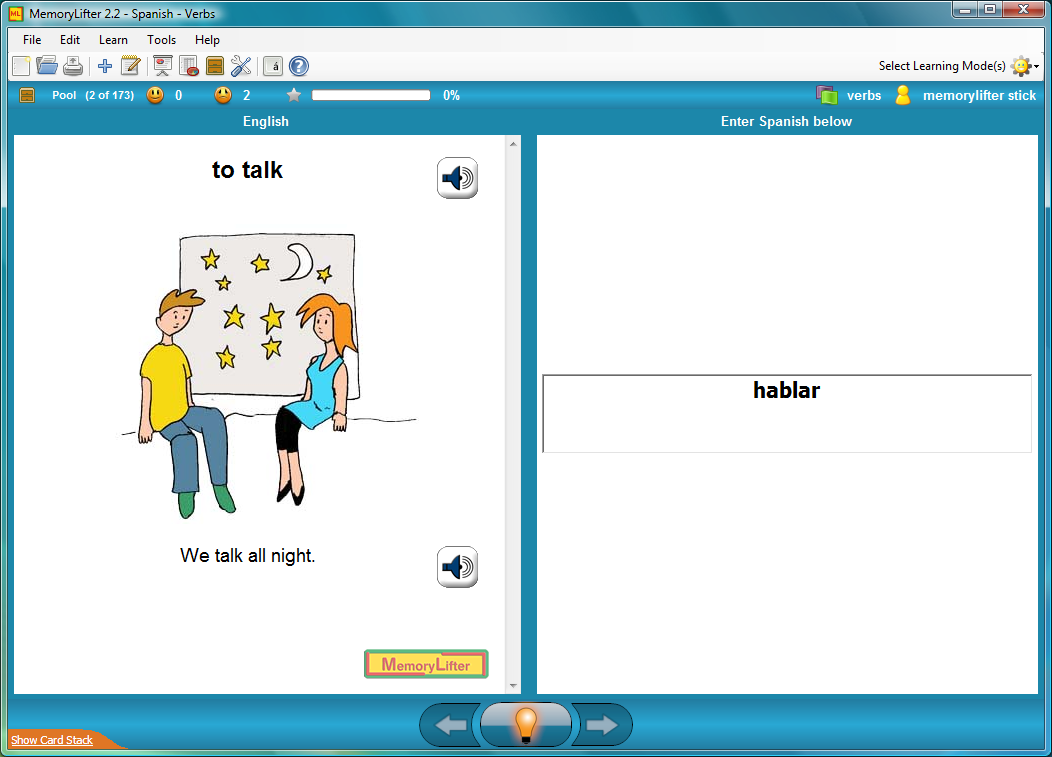 ML MemoryLifter 2.2 - Spanish - Verbs
File Edit Learn Tools Help
á ? Select Learning Mode(s)
Pool (2 of 173) 0 2 0% verbs memorylifter stick
English
Enter Spanish below
to talk
hablar
We talk all night.
MemoryLifter
Show Card Stack